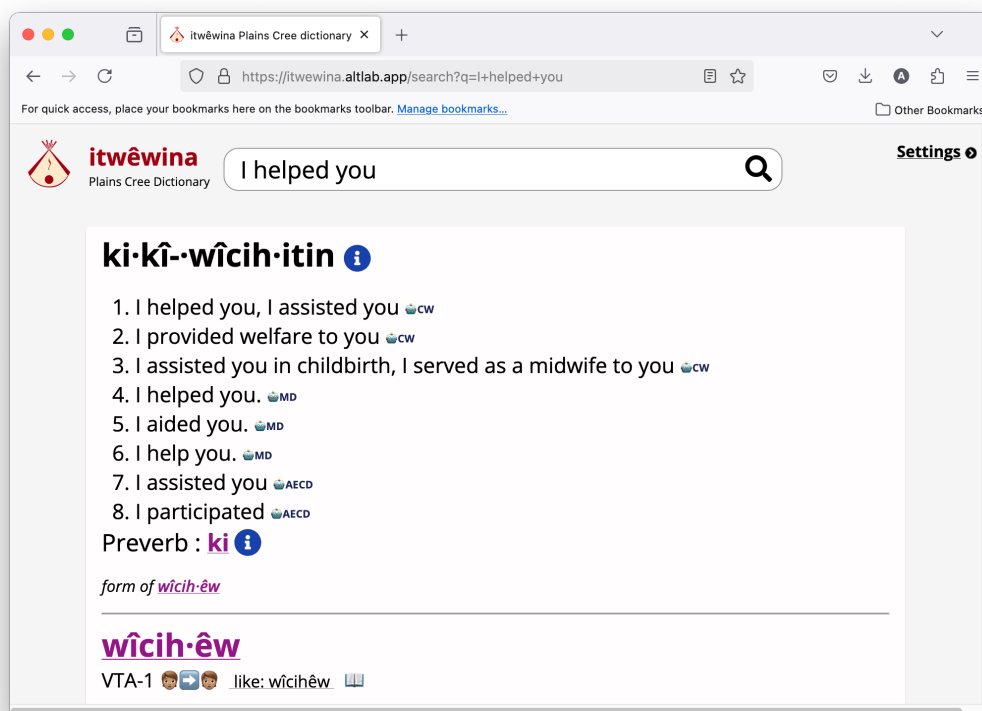 itwêwina Plains Cree dictionary
https://itwewina.altlab.app/search?q=I+helped+you
A
For quick access, place your bookmarks here on the bookmarks toolbar. Manage bookmarks...
Other Bookmarks
itwêwina
Plains Cree Dictionary
I helped you
Settings
ki·kî-·wîcih·itin i
1. I helped you, I assisted you CW
2. I provided welfare to you CW
3. I assisted you in childbirth, I served as a midwife to you CW
4. I helped you. MD
5. I aided you. MD
6. I help you. MD
7. I assisted you AECD
8. I participated AECD
Preverb : ki i
form of wîcih·êw
wîcih·êw
VTA-1 like: wîcihêw